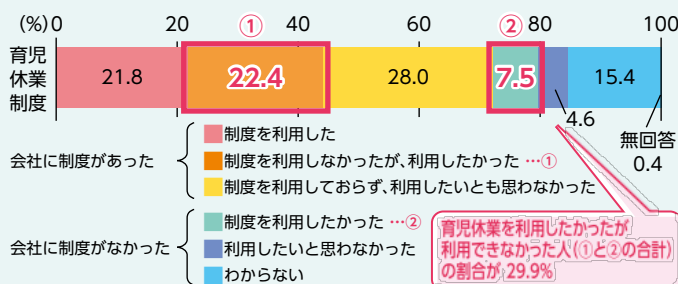 (%) 0 20 ① 40 60 ② 80 100
育児
休業
制度
21.8 22.4 28.0 7.5 15.4
4.6
無回答
0.4
会社に制度があった
制度を利用した
制度を利用しなかったが、利用したかった …①
制度を利用しておらず、利用したいとも思わなかった
会社に制度がなかった
制度を利用したかった …②
利用したいと思わなかった
わからない
育児休業を利用したかったが
利用できなかった人(①と②の合計)
の割合が 29.9%